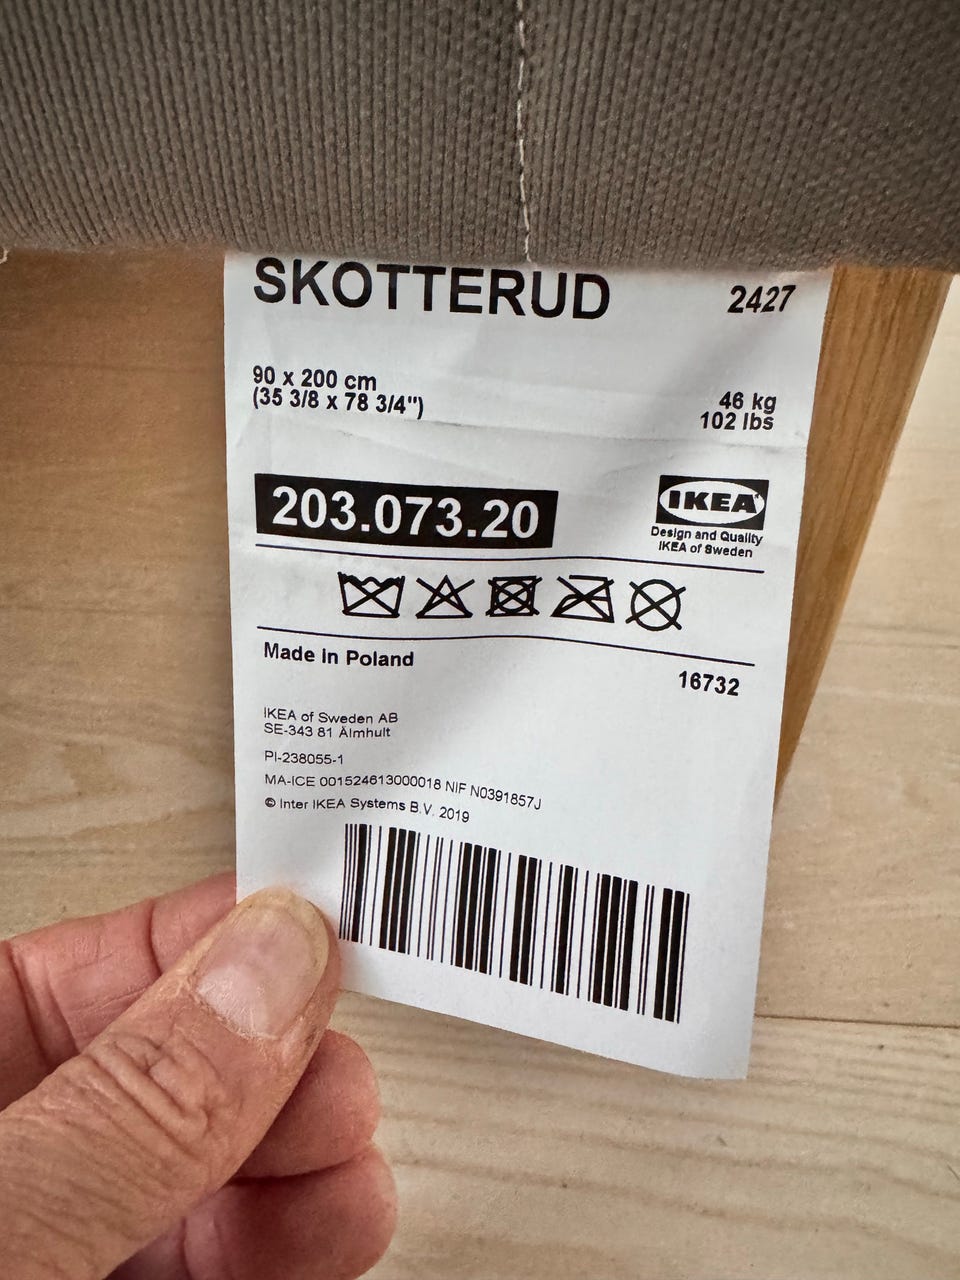 SKOTTERUD 2427
90 x 200 cm
(35 3/8 x 78 3/4")
46 kg
102 lbs
203.073.20
IKEA
Design and Quality
IKEA of Sweden
Made in Poland
16732
IKEA of Sweden AB
SE-343 81 Älmhult
PI-238055-1
MA-ICE 001524613000018 NIF N0391857J
© Inter IKEA Systems B.V. 2019